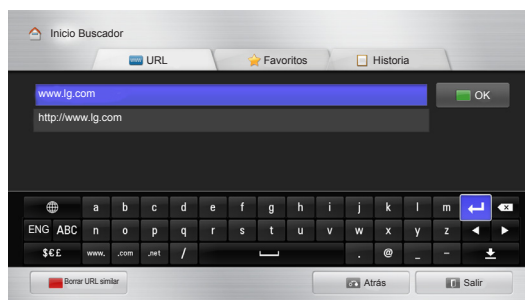 Inicio Buscador
URL Favoritos Historia
www.lg.com OK
http://www.lg.com
a b c d e f g h i j k l m
ENG ABC n o p q r s t u v w x y z
$€£ www. .com .net / . @ _ -
Borrar URL similar Atrás Salir